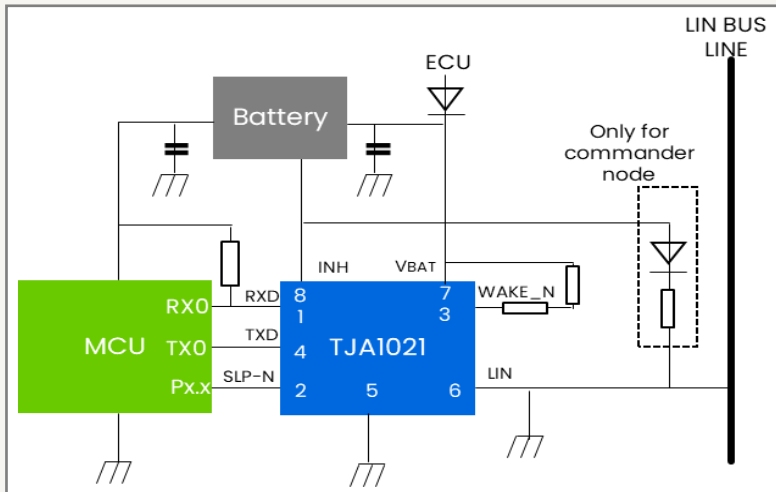 LIN BUS
LINE
ECU
Battery
Only for
commander
node
INH
VBAT
RX0
RXD
8
7
WAKE_N
1
3
MCU
TXD
TX0
4
TJA1021
Px.x
SLP-N
2
5
6
LIN